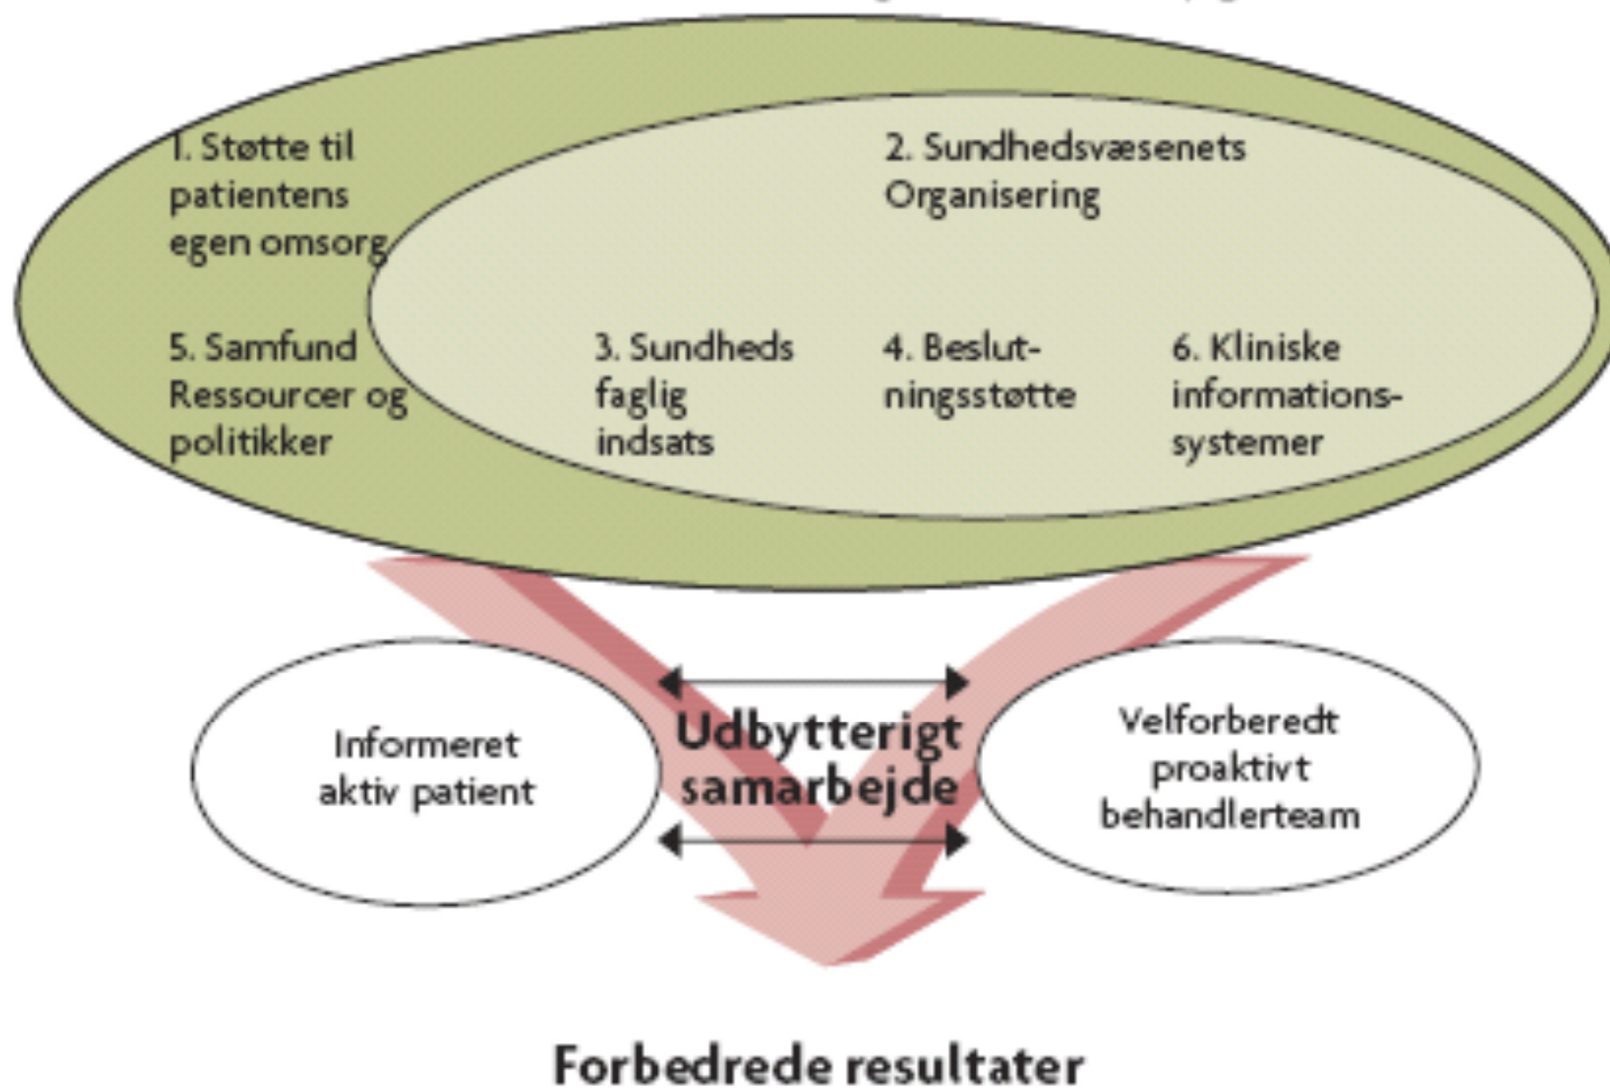 1. Støtte til
patientens
egen omsorg
2. Sundhedsvæsenets
Organisering
5. Samfund
Ressourcer og
politikker
3. Sundheds
faglig
indsats
4. Beslut-
ningsstøtte
6. Kliniske
informations-
systemer
Informeret
aktiv patient
Udbytterigt
samarbejde
Velforberedt
proaktivt
behandlerteam
Forbedrede resultater